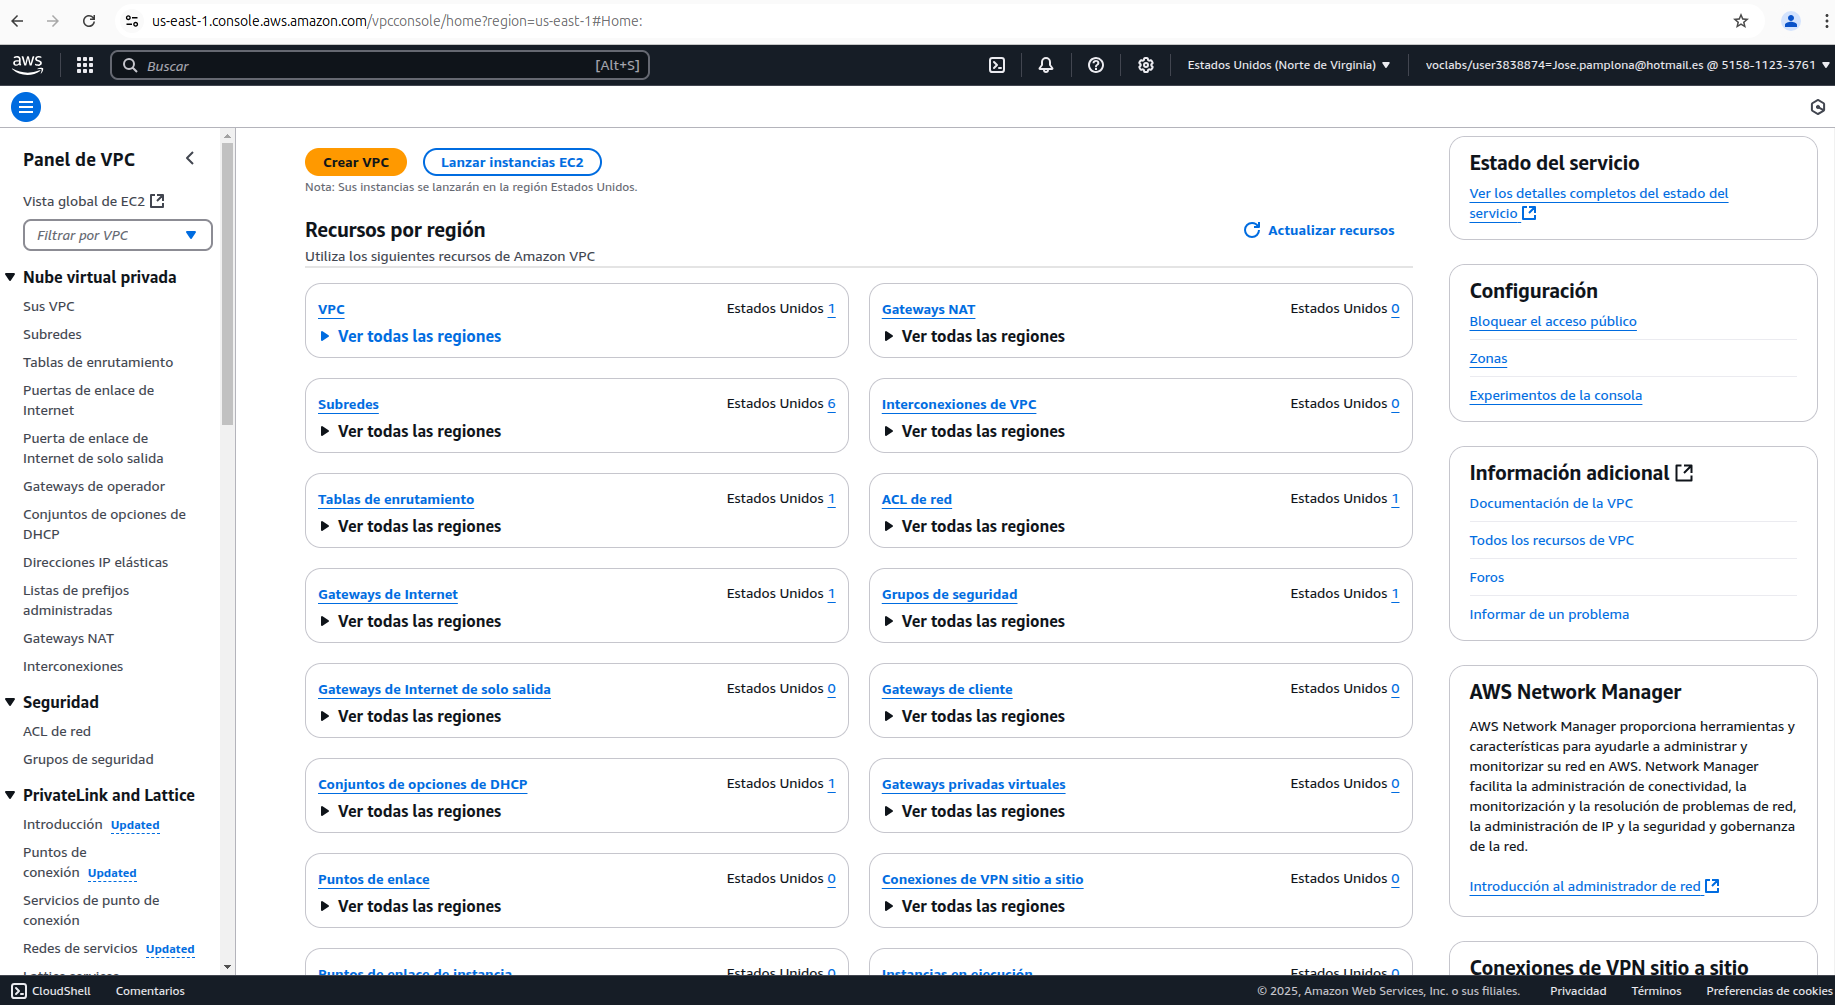 us-east-1.console.aws.amazon.com/vpcconsole/home?region=us-east-1#Home:
aws
Buscar
[Alt+S]
Estados Unidos (Norte de Virginia)
voclabs/user3838874=Jose.pamplona@hotmail.es @ 5158-1123-3761
Panel de VPC
Vista global de EC2
Filtrar por VPC
Nube virtual privada
Sus VPC
Subredes
Tablas de enrutamiento
Puertas de enlace de
Internet
Puerta de enlace de
Internet de solo salida
Gateways de operador
Conjuntos de opciones de
DHCP
Direcciones IP elásticas
Listas de prefijos
administradas
Gateways NAT
Interconexiones
Seguridad
ACL de red
Grupos de seguridad
PrivateLink and Lattice
Introducción Updated
Puntos de
conexión Updated
Servicios de punto de
conexión
Redes de servicios Updated
Lattice services
Crear VPC
Lanzar instancias EC2
Nota: Sus instancias se lanzarán en la región Estados Unidos.
Recursos por región
Actualizar recursos
Utiliza los siguientes recursos de Amazon VPC
VPC Estados Unidos 1
Ver todas las regiones
Gateways NAT Estados Unidos 0
Ver todas las regiones
Subredes Estados Unidos 6
Ver todas las regiones
Interconexiones de VPC Estados Unidos 0
Ver todas las regiones
Tablas de enrutamiento Estados Unidos 1
Ver todas las regiones
ACL de red Estados Unidos 1
Ver todas las regiones
Gateways de Internet Estados Unidos 1
Ver todas las regiones
Grupos de seguridad Estados Unidos 1
Ver todas las regiones
Gateways de Internet de solo salida Estados Unidos 0
Ver todas las regiones
Gateways de cliente Estados Unidos 0
Ver todas las regiones
Conjuntos de opciones de DHCP Estados Unidos 1
Ver todas las regiones
Gateways privadas virtuales Estados Unidos 0
Ver todas las regiones
Puntos de enlace Estados Unidos 0
Ver todas las regiones
Conexiones de VPN sitio a sitio Estados Unidos 0
Ver todas las regiones
Puntos de enlace de instancia Estados Unidos 0
Instancias en ejecución Estados Unidos 0
Estado del servicio
Ver los detalles completos del estado del
servicio
Configuración
Bloquear el acceso público
Zonas
Experimentos de la consola
Información adicional
Documentación de la VPC
Todos los recursos de VPC
Foros
Informar de un problema
AWS Network Manager
AWS Network Manager proporciona herramientas y
características para ayudarle a administrar y
monitorizar su red en AWS. Network Manager
facilita la administración de conectividad, la
monitorización y la resolución de problemas de red,
la administración de IP y la seguridad y gobernanza
de la red.
Introducción al administrador de red
Conexiones de VPN sitio a sitio
CloudShell
Comentarios
© 2025, Amazon Web Services, Inc. o sus filiales.
Privacidad
Términos
Preferencias de cookies